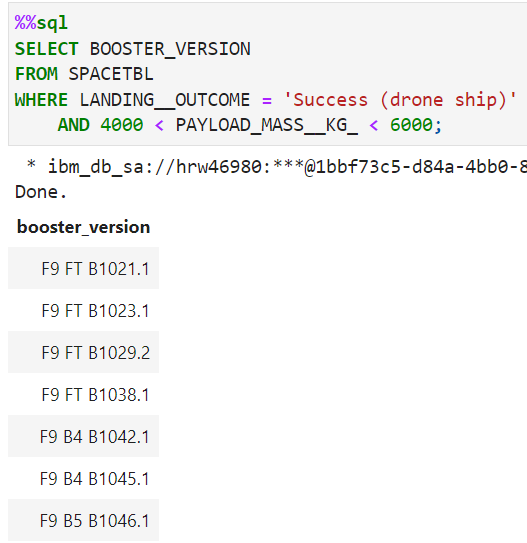 %%sql
SELECT BOOSTER_VERSION
FROM SPACETBL
WHERE LANDING__OUTCOME = 'Success (drone ship)'
AND 4000 < PAYLOAD_MASS__KG_ < 6000;
* ibm_db_sa://hrw46980:***@1bbf73c5-d84a-4bb0-8
Done.
booster_version
F9 FT B1021.1
F9 FT B1023.1
F9 FT B1029.2
F9 FT B1038.1
F9 B4 B1042.1
F9 B4 B1045.1
F9 B5 B1046.1